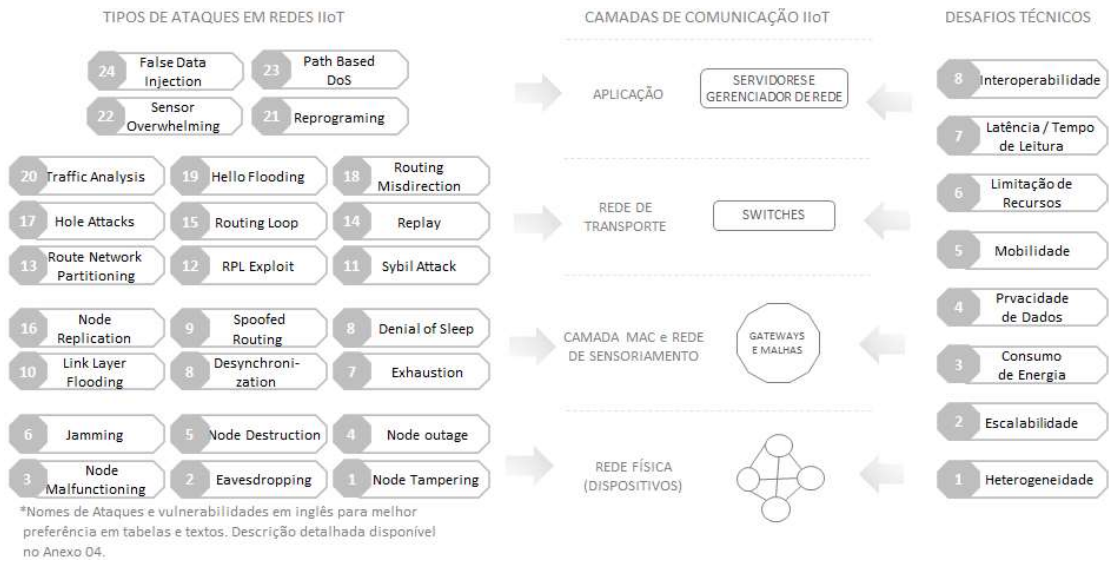 TIPOS DE ATAQUES EM REDES IIoT
24
False Data
Injection
23
Path Based
DoS
22
Sensor
Overwhelming
21
Reprograming
20
Traffic Analysis
19
Hello Flooding
18
Routing
Misdirection
17
Hole Attacks
15
Routing Loop
14
Replay
13
Route Network
Partitioning
12
RPL Exploit
11
Sybil Attack
16
Node
Replication
9
Spoofed
Routing
8
Denial of Sleep
10
Link Layer
Flooding
8
Desynchroni-
zation
7
Exhaustion
6
Jamming
5
Node Destruction
4
Node outage
3
Node
Malfunctioning
2
Eavesdropping
1
Node Tampering
*Nomes de Ataques e vulnerabilidades em inglês para melhor
preferência em tabelas e textos. Descrição detalhada disponível
no Anexo 04.
CAMADAS DE COMUNICAÇÃO IIoT
APLICAÇÃO
SERVIDORES E
GERENCIADOR DE REDE
REDE DE
TRANSPORTE
SWITCHES
CAMADA MAC e REDE
DE SENSORIAMENTO
GATEWAYS
E MALHAS
REDE FÍSICA
(DISPOSITIVOS)
DESAFIOS TÉCNICOS
8
Interoperabilidade
7
Latência / Tempo
de Leitura
6
Limitação de
Recursos
5
Mobilidade
4
Prvacidade
de Dados
3
Consumo
de Energia
2
Escalabilidade
1
Heterogeneidade